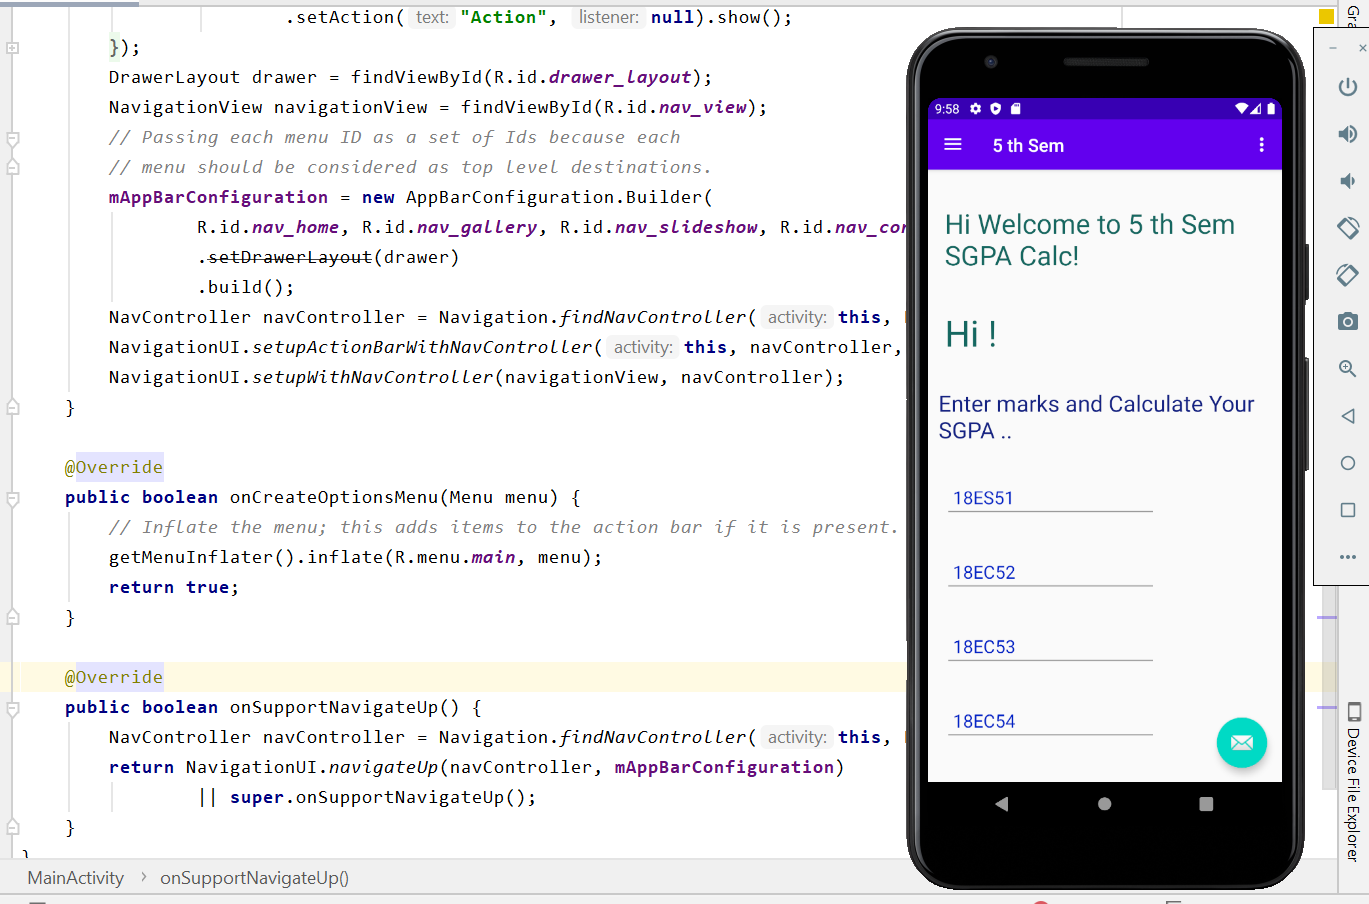 .setAction( text: "Action", listener: null).show();
});
DrawerLayout drawer = findViewById(R.id.drawer_layout);
NavigationView navigationView = findViewById(R.id.nav_view);
// Passing each menu ID as a set of Ids because each
// menu should be considered as top level destinations.
mAppBarConfiguration = new AppBarConfiguration.Builder(
R.id.nav_home, R.id.nav_gallery, R.id.nav_slideshow, R.id.
.setDrawerLayout(drawer)
.build();
NavController navController = Navigation.findNavController( activity: this,
NavigationUI.setupActionBarWithNavController( activity: this, navController,
NavigationUI.setupWithNavController(navigationView, navController);
}
@Override
public boolean onCreateOptionsMenu(Menu menu) {
// Inflate the menu; this adds items to the action bar if it is present.
getMenuInflater().inflate(R.menu.main, menu);
return true;
}
@Override
public boolean onSupportNavigateUp() {
NavController navController = Navigation.findNavController( activity: this,
return NavigationUI.navigateUp(navController, mAppBarConfiguration)
|| super.onSupportNavigateUp();
}
MainActivity › onSupportNavigateUp()
9:58
5 th Sem
Hi Welcome to 5 th Sem
SGPA Calc!
Hi !
Enter marks and Calculate Your
SGPA ..
18ES51
18EC52
18EC53
18EC54
Device File Explorer